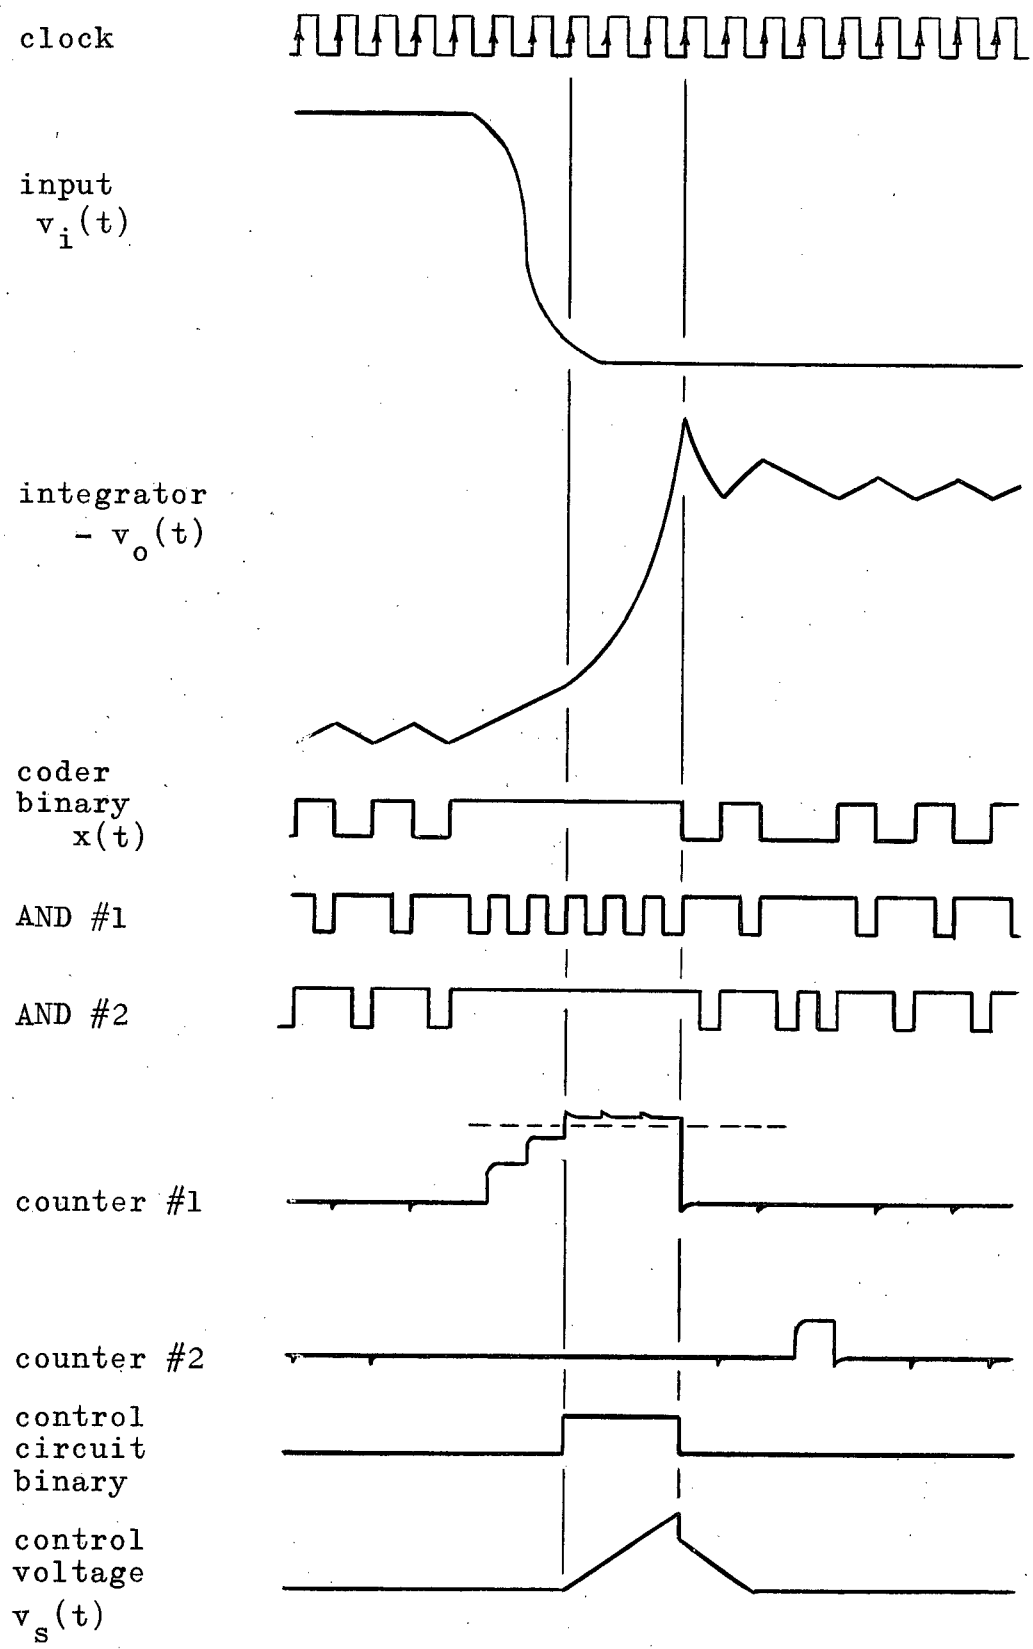 clock
input
v_i(t)
integrator
- v_o(t)
coder
binary
x(t)
AND #1
AND #2
counter #1
counter #2
control
circuit
binary
control
voltage
v_s(t)